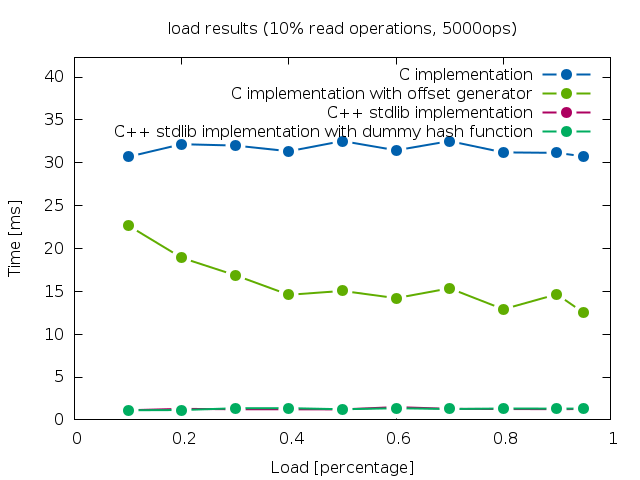 load results (10% read operations, 5000ops)
C implementation
C implementation with offset generator
C++ stdlib implementation
C++ stdlib implementation with dummy hash function
Time [ms]
40
35
30
25
20
15
10
5
0
0
0.2
0.4
0.6
0.8
1
Load [percentage]